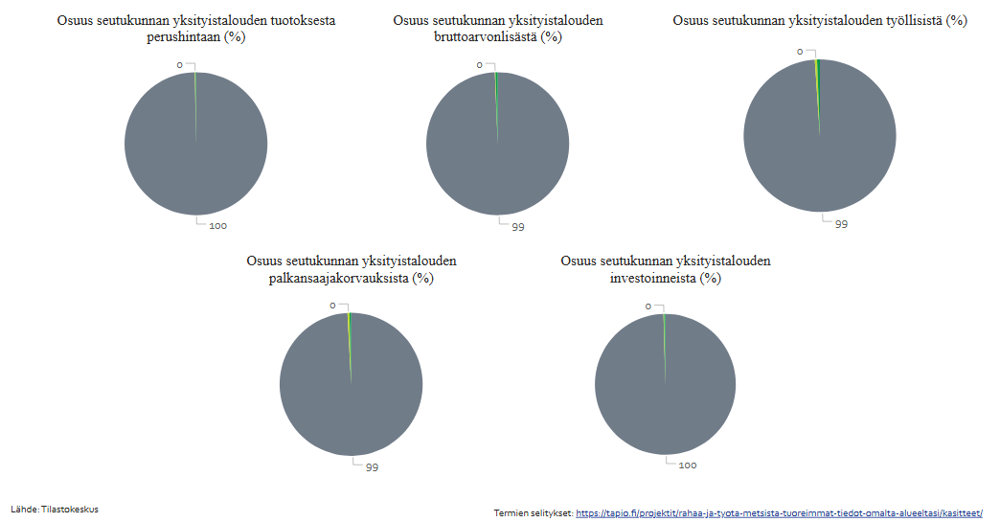 Osuus seutukunnan yksityistalouden tuotoksesta
perushintaan (%)
Osuus seutukunnan yksityistalouden
bruttoarvonlisästä (%)
Osuus seutukunnan yksityistalouden työllisistä (%)
0
0
0
100
99
99
Osuus seutukunnan yksityistalouden
palkansaajakorvauksista (%)
Osuus seutukunnan yksityistalouden
investoinneista (%)
0
0
99
100
Lähde: Tilastokeskus
Termien selitykset: https://tapio.fi/projektit/rahaa-ja-tyota-metsista-tuoreimmat-tiedot-omalta-alueeltasi/kasitteet/